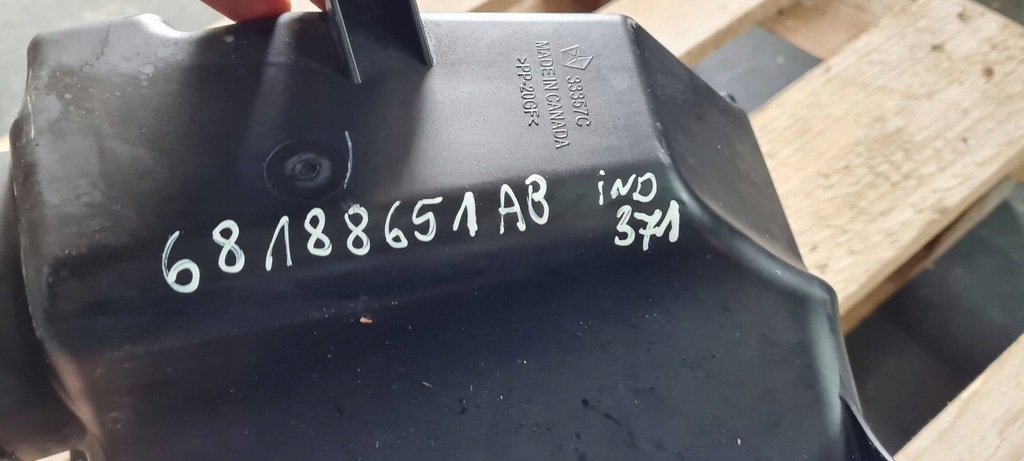 33357C
MADE IN CANADA
>PP-20GF<
68188651AB
iND
371